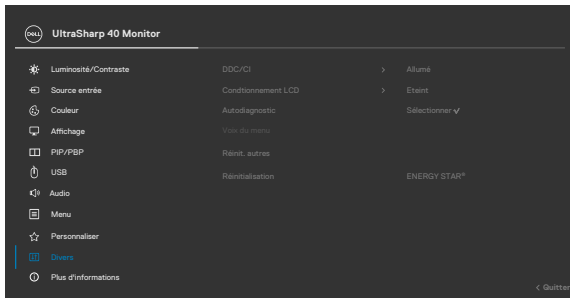 DELL UltraSharp 40 Monitor
Luminosité/Contraste DDC/CI > Allumé
Source entrée Condtionnement LCD > Eteint
Couleur Autodiagnostic Sélectionner ✓
Affichage Voix du menu
PIP/PBP Réinit. autres
USB Réinitialisation ENERGY STAR®
Audio
Menu
Personnaliser
Divers
Plus d'informations
< Quitter